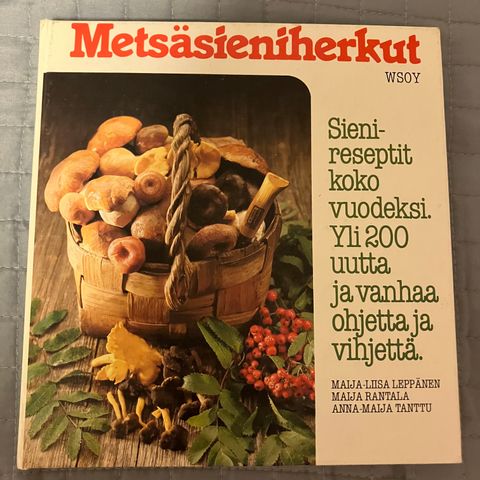 Metsäsieniherkut
WSOY
Sieni-
reseptit
koko
vuodeksi.
Yli 200
uutta
ja vanhaa
ohjetta ja
vihjettä.
MAIJA-LIISA LEPPÄNEN
MAIJA RANTALA
ANNA-MAIJA TANTTU